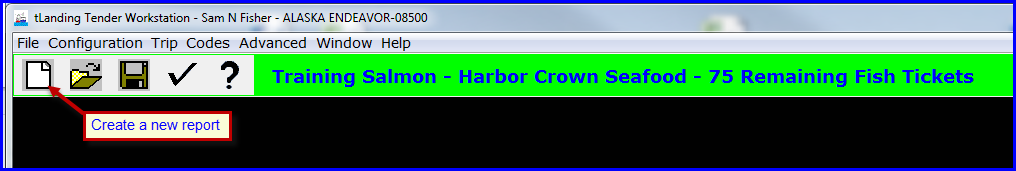 tLanding Tender Workstation - Sam N Fisher - ALASKA ENDEAVOR-08500
File Configuration Trip Codes Advanced Window Help
Training Salmon - Harbor Crown Seafood - 75 Remaining Fish Tickets
Create a new report